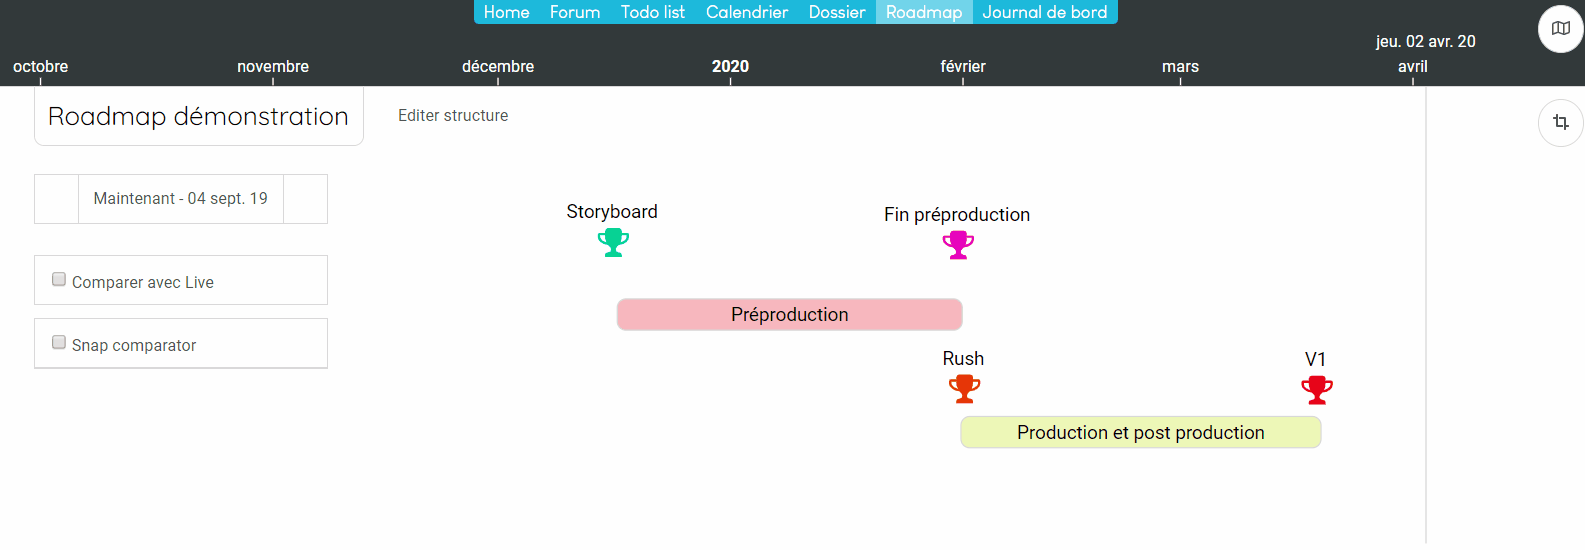 Home Forum Todo list Calendrier Dossier Roadmap Journal de bord
jeu. 02 avr. 20
octobre novembre décembre 2020 février mars avril
Roadmap démonstration
Editer structure
Maintenant - 04 sept. 19
Storyboard
Fin préproduction
Comparer avec Live
Préproduction
Snap comparator
Rush
V1
Production et post production